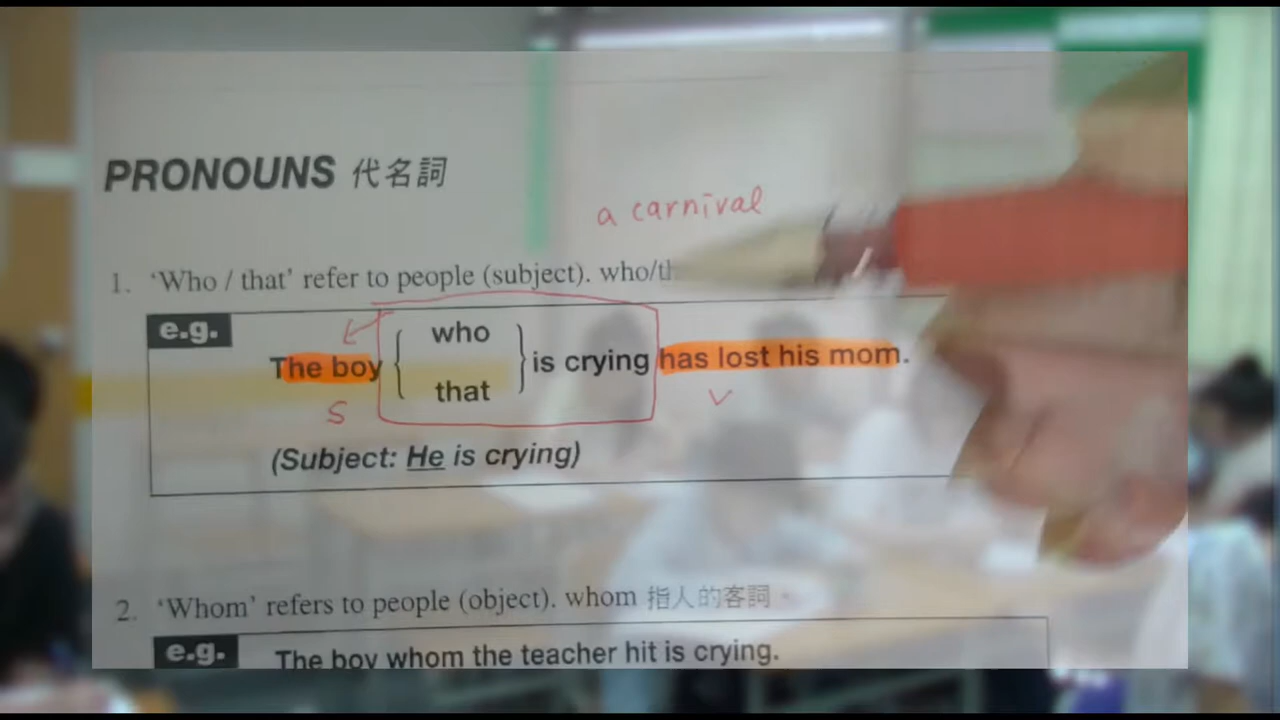 PRONOUNS 代名詞
a carnival
1. ‘Who / that’ refer to people (subject). who/th
e.g.
who
The boy { } is crying has lost his mom.
that
S
V
(Subject: He is crying)
2. ‘Whom’ refers to people (object). whom 指人的客詞。
e.g. The boy whom the teacher hit is crying.